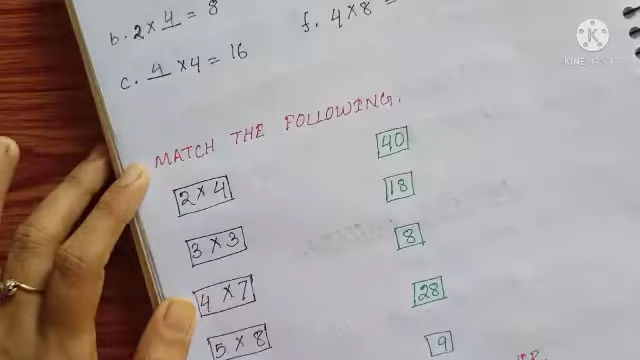 b. 2 × 4 = 8
f. 4 × 8 =
c. 4 × 4 = 16
MATCH THE FOLLOWING.
2 × 4
40
3 × 3
18
4 × 7
8
5 × 8
28
9
KINEMASTER